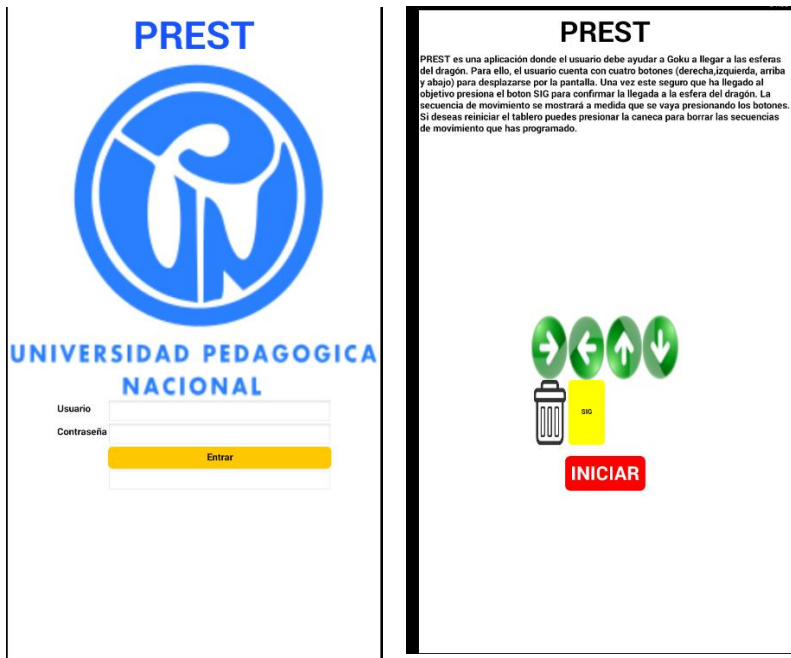 PREST
UNIVERSIDAD PEDAGOGICA
NACIONAL
Usuario
Contraseña
Entrar
PREST
PREST es una aplicación donde el usuario debe ayudar a Goku a llegar a las esferas
del dragón. Para ello, el usuario cuenta con cuatro botones (derecha,izquierda, arriba
y abajo) para desplazarse por la pantalla. Una vez este seguro que ha llegado al
objetivo presiona el boton SIG para confirmar la llegada a la esfera del dragón. La
secuencia de movimiento se mostrará a medida que se vaya presionando los botones.
Si deseas reiniciar el tablero puedes presionar la caneca para borrar las secuencias
de movimiento que has programado.
SIG
INICIAR